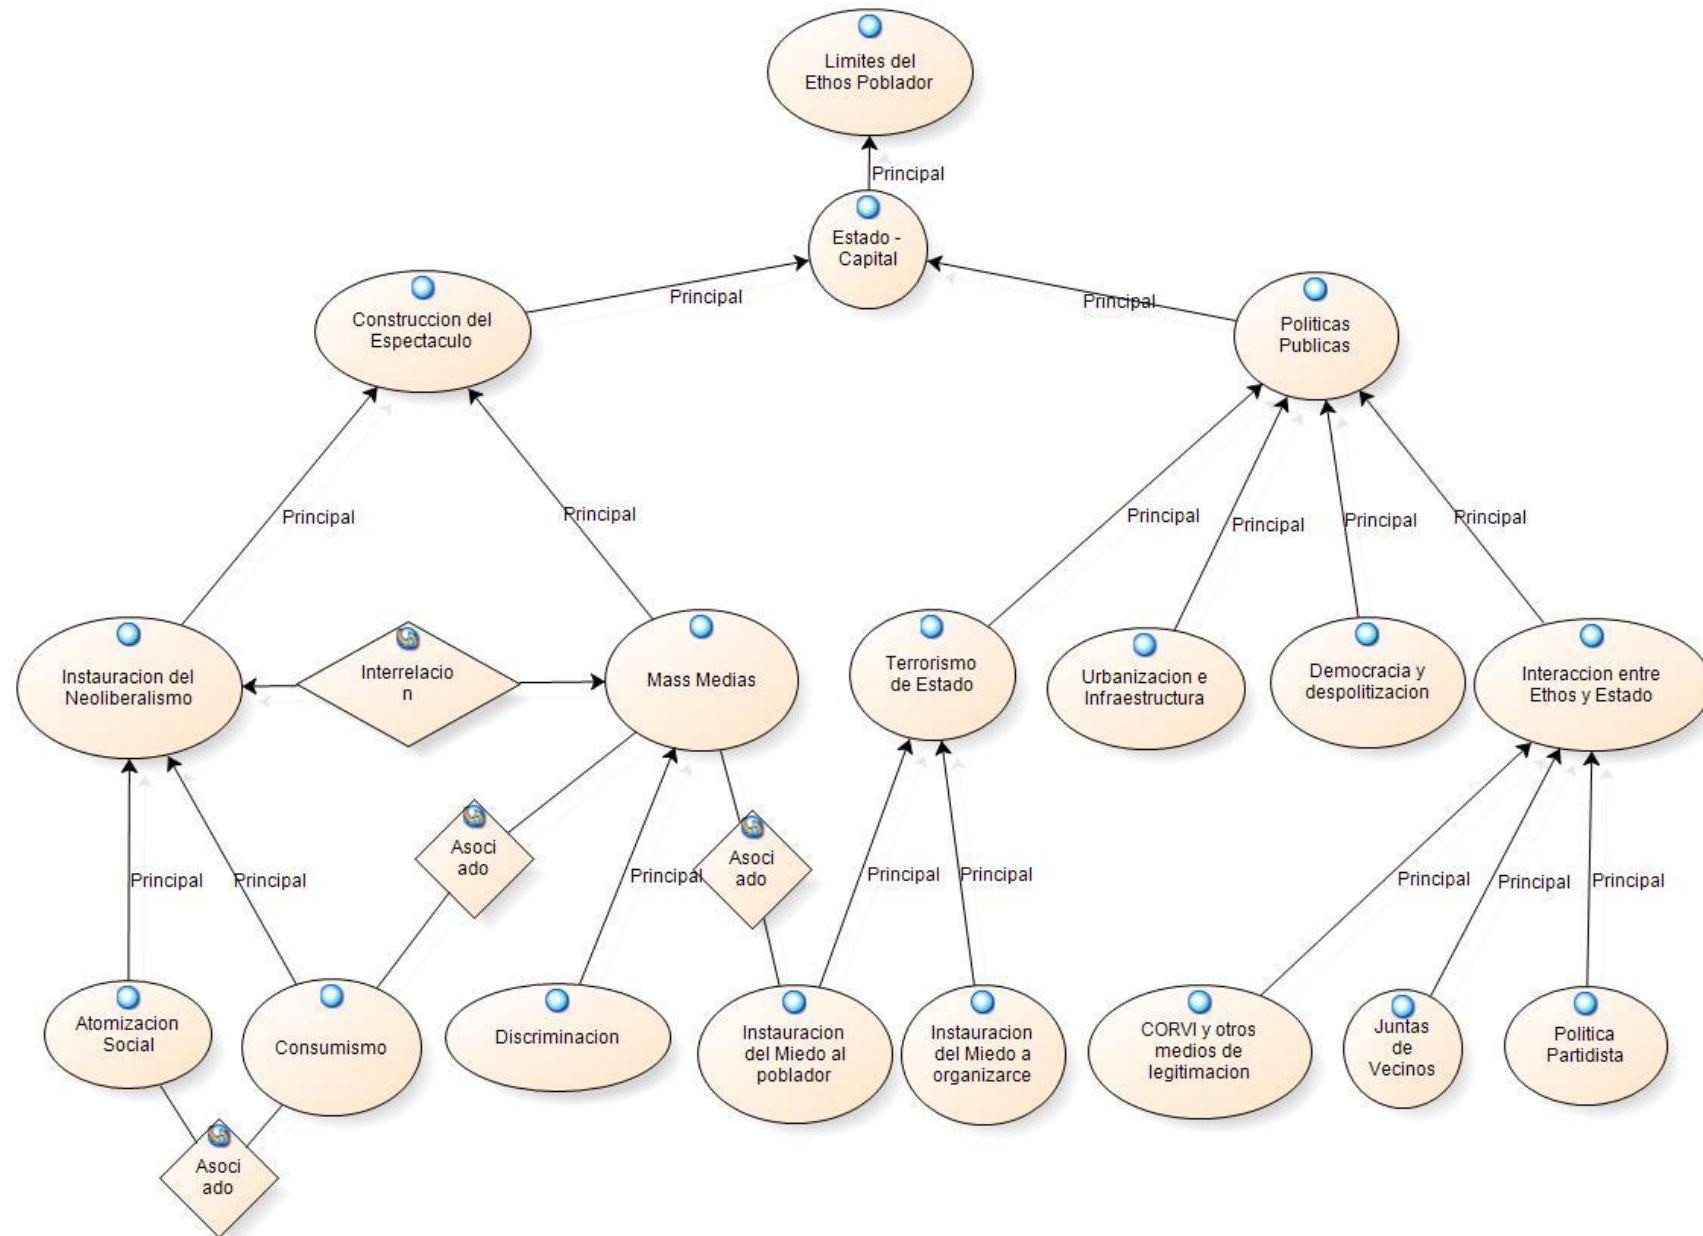 Limites del
Ethos Poblador
Principal
Estado -
Capital
Principal
Principal
Construccion del
Espectaculo
Politicas
Publicas
Principal
Principal
Principal
Principal
Principal
Principal
Instauracion del
Neoliberalismo
Interrelacio
n
Mass Medias
Terrorismo
de Estado
Urbanizacion e
Infraestructura
Democracia y
despolitizacion
Interaccion entre
Ethos y Estado
Principal
Principal
Asoci
ado
Principal
Asoci
ado
Principal
Principal
Principal
Principal
Principal
Atomizacion
Social
Consumismo
Discriminacion
Instauracion
del Miedo al
poblador
Instauracion
del Miedo a
organizarce
CORVI y otros
medios de
legitimacion
Juntas
de
Vecinos
Politica
Partidista
Asoci
ado